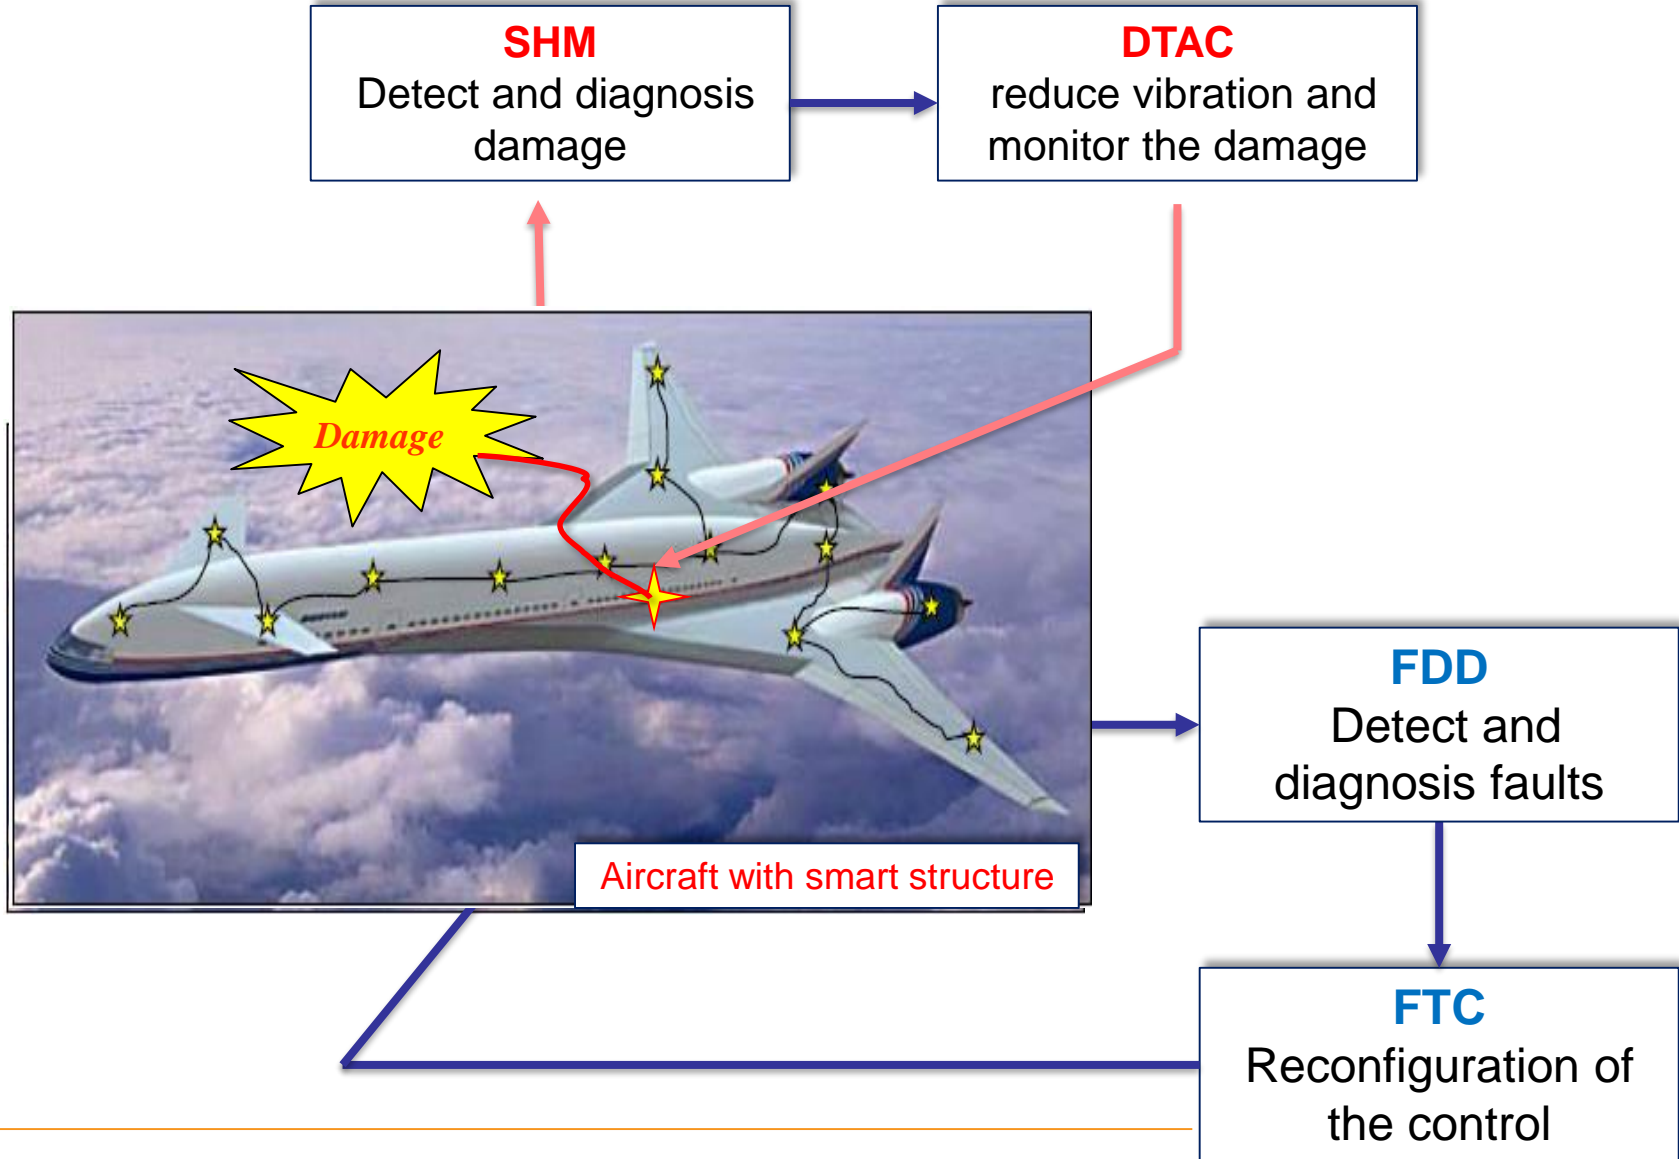 SHM
Detect and diagnosis
damage
DTAC
reduce vibration and
monitor the damage
Damage
Aircraft with smart structure
FDD
Detect and
diagnosis faults
FTC
Reconfiguration of
the control